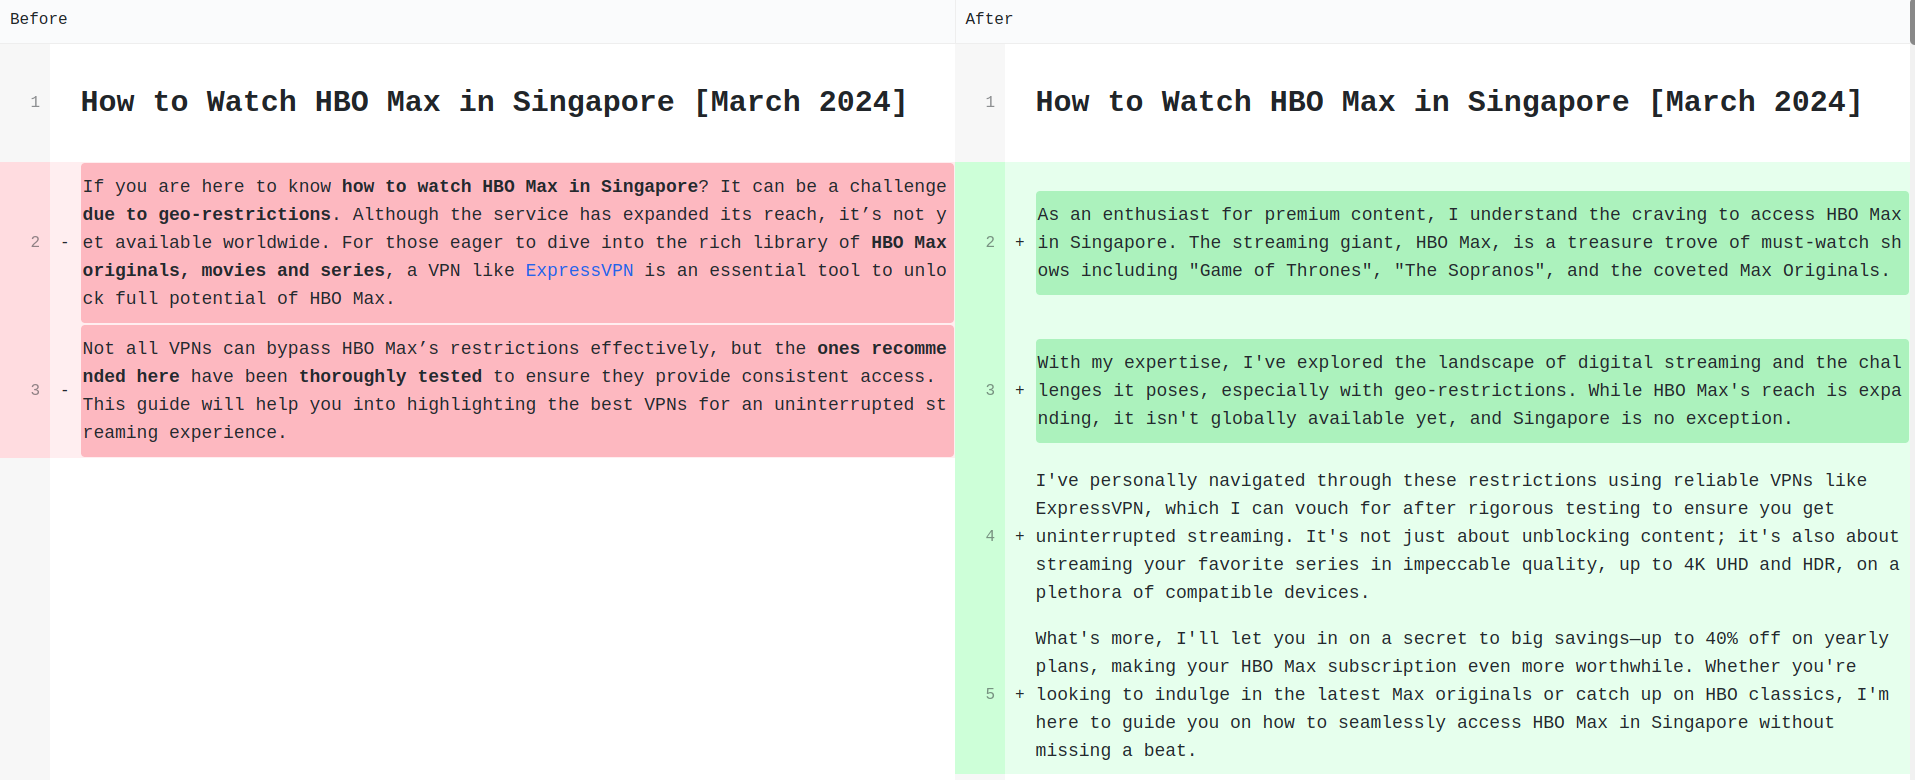 Before
After
1
How to Watch HBO Max in Singapore [March 2024]
1
How to Watch HBO Max in Singapore [March 2024]
2
-
If you are here to know how to watch HBO Max in Singapore? It can be a challenge
due to geo-restrictions. Although the service has expanded its reach, it’s not y
et available worldwide. For those eager to dive into the rich library of HBO Max
originals, movies and series, a VPN like ExpressVPN is an essential tool to unlo
ck full potential of HBO Max.
3
-
Not all VPNs can bypass HBO Max’s restrictions effectively, but the ones recomme
nded here have been thoroughly tested to ensure they provide consistent access.
This guide will help you into highlighting the best VPNs for an uninterrupted st
reaming experience.
2
+
As an enthusiast for premium content, I understand the craving to access HBO Max
in Singapore. The streaming giant, HBO Max, is a treasure trove of must-watch sh
ows including "Game of Thrones", "The Sopranos", and the coveted Max Originals.
3
+
With my expertise, I've explored the landscape of digital streaming and the chal
lenges it poses, especially with geo-restrictions. While HBO Max's reach is expa
nding, it isn't globally available yet, and Singapore is no exception.
4
+
I've personally navigated through these restrictions using reliable VPNs like
ExpressVPN, which I can vouch for after rigorous testing to ensure you get
uninterrupted streaming. It's not just about unblocking content; it's also about
streaming your favorite series in impeccable quality, up to 4K UHD and HDR, on a
plethora of compatible devices.
5
+
What's more, I'll let you in on a secret to big savings—up to 40% off on yearly
plans, making your HBO Max subscription even more worthwhile. Whether you're
looking to indulge in the latest Max originals or catch up on HBO classics, I'm
here to guide you on how to seamlessly access HBO Max in Singapore without
missing a beat.